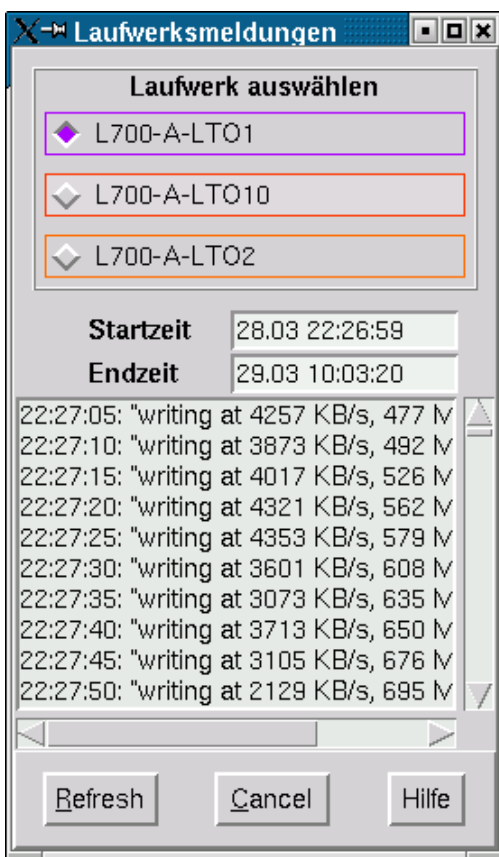 Laufwerksmeldungen
Laufwerk auswählen
L700-A-LTO1
L700-A-LTO10
L700-A-LTO2
Startzeit 28.03 22:26:59
Endzeit 29.03 10:03:20
22:27:05: "writing at 4257 KB/s, 477
22:27:10: "writing at 3873 KB/s, 492
22:27:15: "writing at 4017 KB/s, 526
22:27:20: "writing at 4321 KB/s, 562
22:27:25: "writing at 4353 KB/s, 579
22:27:30: "writing at 3601 KB/s, 608
22:27:35: "writing at 3073 KB/s, 635
22:27:40: "writing at 3713 KB/s, 650
22:27:45: "writing at 3105 KB/s, 676
22:27:50: "writing at 2129 KB/s, 695
Refresh Cancel Hilfe